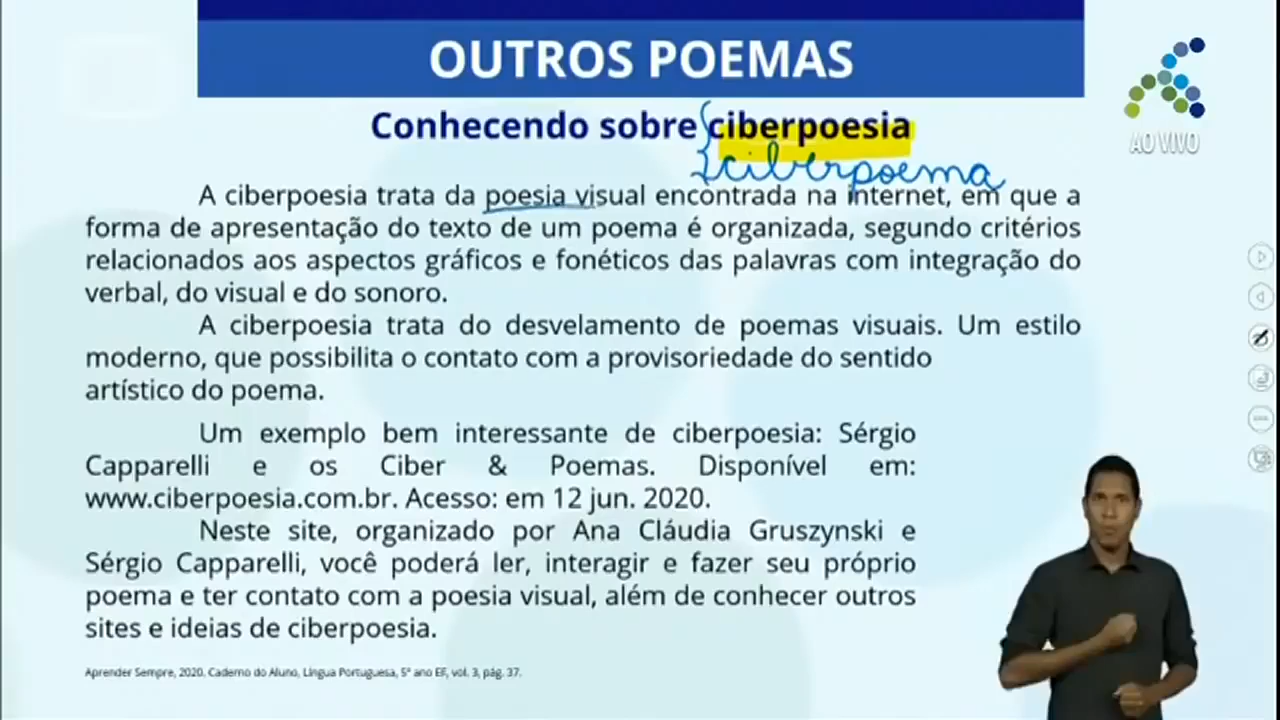 OUTROS POEMAS
Conhecendo sobre ciberpoesia
ciberpoema
AO VIVO
A ciberpoesia trata da poesia visual encontrada na internet, em que a
forma de apresentação do texto de um poema é organizada, segundo critérios
relacionados aos aspectos gráficos e fonéticos das palavras com integração do
verbal, do visual e do sonoro.
A ciberpoesia trata do desvelamento de poemas visuais. Um estilo
moderno, que possibilita o contato com a provisoriedade do sentido
artístico do poema.
Um exemplo bem interessante de ciberpoesia: Sérgio
Capparelli e os Ciber & Poemas. Disponível em:
www.ciberpoesia.com.br. Acesso: em 12 jun. 2020.
Neste site, organizado por Ana Cláudia Gruszynski e
Sérgio Capparelli, você poderá ler, interagir e fazer seu próprio
poema e ter contato com a poesia visual, além de conhecer outros
sites e ideias de ciberpoesia.
Aprender Sempre, 2020. Caderno do Aluno, Língua Portuguesa, 5º ano EF, vol. 3, pág. 37.